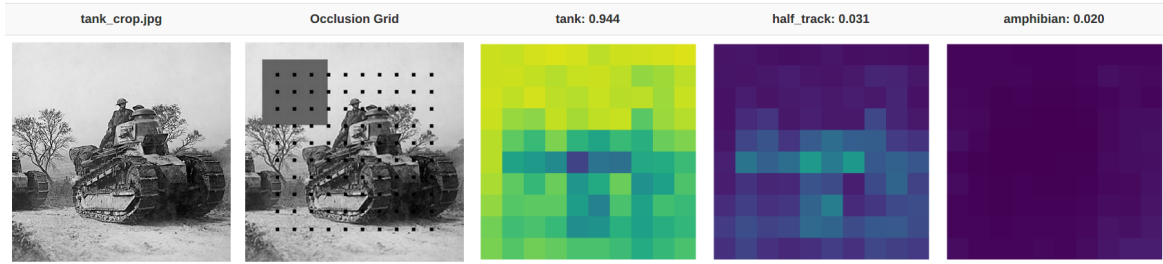 tank_crop.jpg
Occlusion Grid
tank: 0.944
half_track: 0.031
amphibian: 0.020